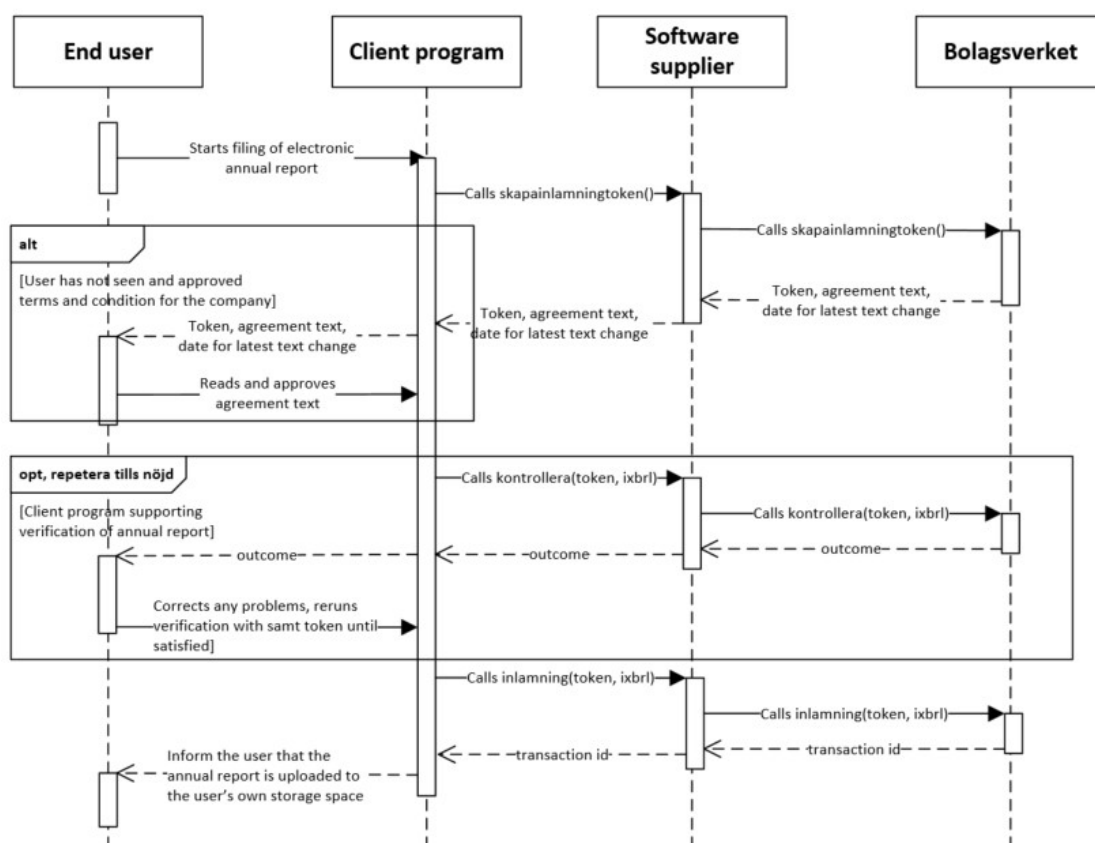 End user
Client program
Software
supplier
Bolagsverket
Starts filing of electronic
annual report
Calls skapainlamningtoken()
Calls skapainlamningtoken()
alt
[User has not seen and approved
terms and condition for the company]
Token, agreement text,
date for latest text change
Token, agreement text,
date for latest text change
Token, agreement text,
date for latest text change
Reads and approves
agreement text
opt, repetera tills nöjd
Calls kontrollera(token, ixbrl)
[Client program supporting
verification of annual report]
Calls kontrollera(token, ixbrl)
outcome
outcome
outcome
Corrects any problems, reruns
verification with samt token until
satisfied]
Calls inlamning(token, ixbrl)
Calls inlamning(token, ixbrl)
transaction id
transaction id
Inform the user that the
annual report is uploaded to
the user's own storage space